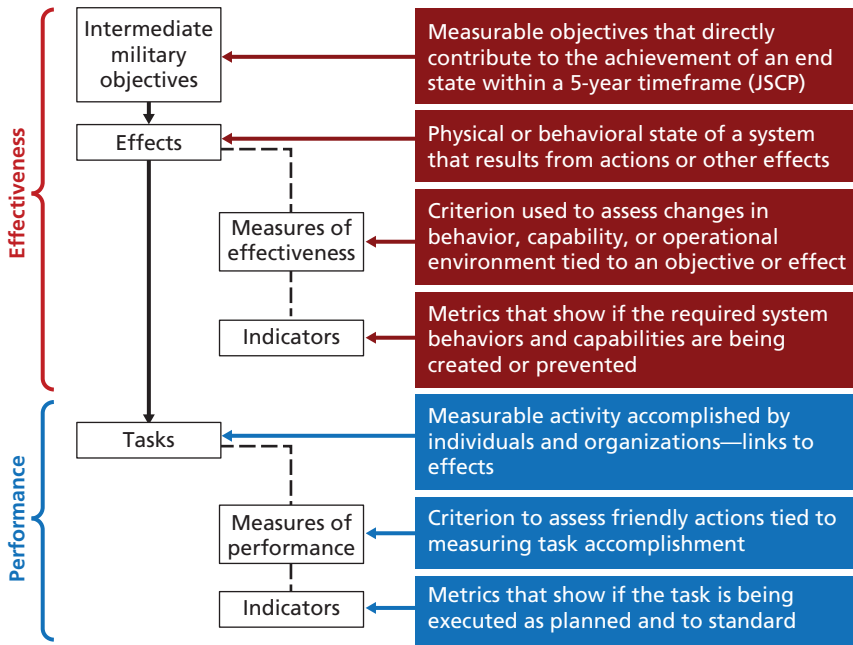 Effectiveness
Intermediate
military
objectives
Measurable objectives that directly
contribute to the achievement of an end
state within a 5-year timeframe (JSCP)
Effects
Physical or behavioral state of a system
that results from actions or other effects
Measures of
effectiveness
Criterion used to assess changes in
behavior, capability, or operational
environment tied to an objective or effect
Indicators
Metrics that show if the required system
behaviors and capabilities are being
created or prevented
Performance
Tasks
Measurable activity accomplished by
individuals and organizations—links to
effects
Measures of
performance
Criterion to assess friendly actions tied to
measuring task accomplishment
Indicators
Metrics that show if the task is being
executed as planned and to standard